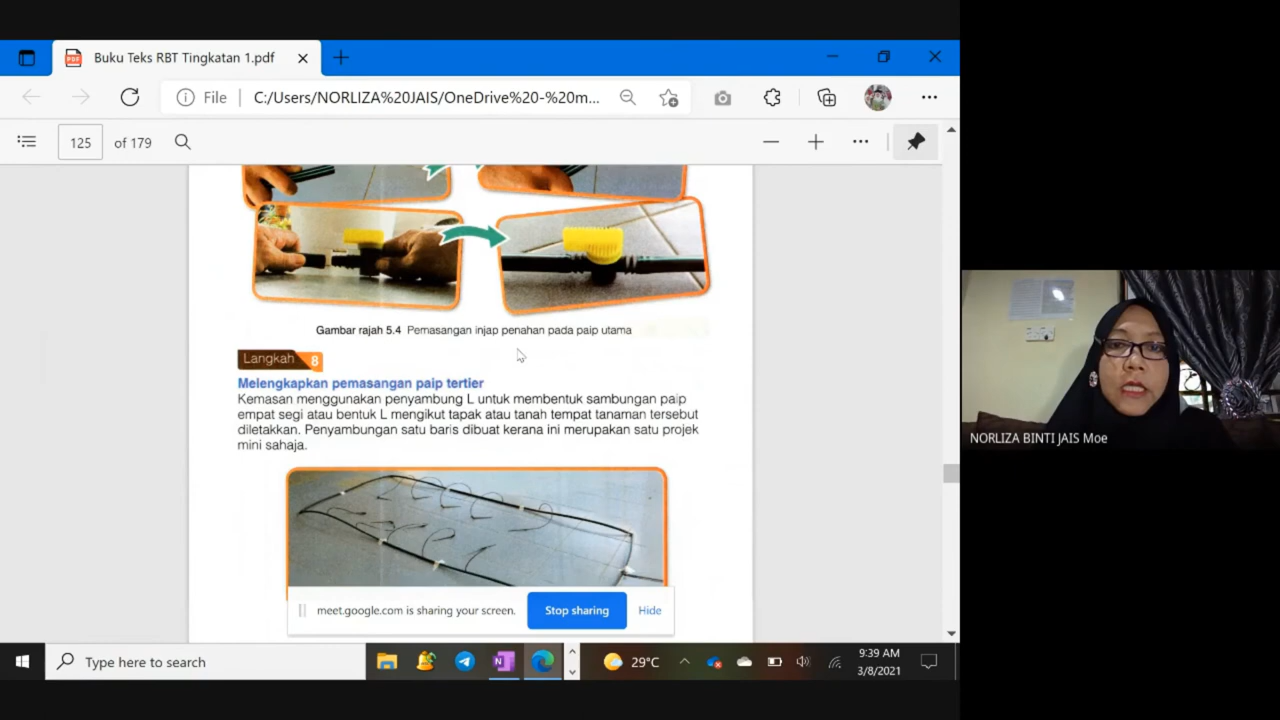 Buku Teks RBT Tingkatan 1.pdf
File
C:/Users/NORLIZA%20JAIS/OneDrive%20-%20m...
125 of 179
Gambar rajah 5.4 Pemasangan injap penahan pada paip utama
Langkah 8
Melengkapkan pemasangan paip tertier
Kemasan menggunakan penyambung L untuk membentuk sambungan paip
empat segi atau bentuk L mengikut tapak atau tanah tempat tanaman tersebut
diletakkan. Penyambungan satu baris dibuat kerana ini merupakan satu projek
mini sahaja.
meet.google.com is sharing your screen.
Stop sharing
Hide
NORLIZA BINTI JAIS Moe
Type here to search
29°C
9:39 AM
3/8/2021